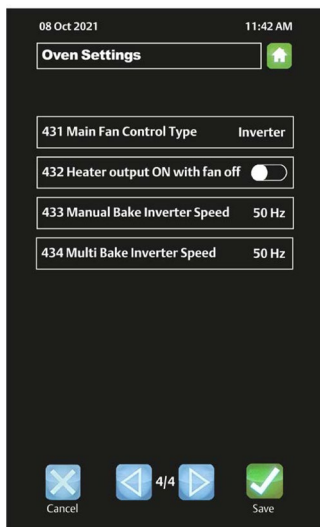 08 Oct 2021 11:42 AM
Oven Settings
431 Main Fan Control Type Inverter
432 Heater output ON with fan off
433 Manual Bake Inverter Speed 50 Hz
434 Multi Bake Inverter Speed 50 Hz
4/4
Cancel Save